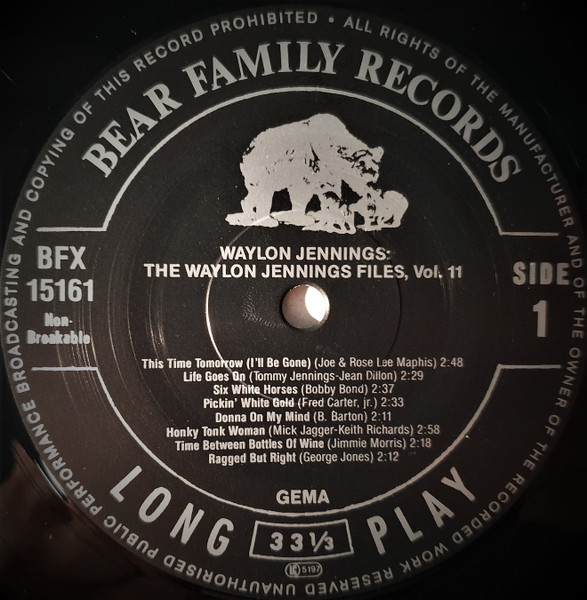 UNAUTHORISED PUBLIC PERFORMANCE BROADCASTING AND COPYING OF THIS RECORD PROHIBITED • ALL RIGHTS OF THE MANUFACTURER AND OF THE OWNER OF THE RECORDED WORK RESERVED
BEAR FAMILY RECORDS
WAYLON JENNINGS:
THE WAYLON JENNINGS FILES, Vol. 11
BFX
15161
Non-
Breakable
SIDE
1
This Time Tomorrow (I'll Be Gone) (Joe & Rose Lee Maphis) 2:48
Life Goes On (Tommy Jennings-Jean Dillon) 2:29
Six White Horses (Bobby Bond) 2:37
Pickin' White Gold (Fred Carter, jr.) 2:33
Donna On My Mind (B. Barton) 2:11
Honky Tonk Woman (Mick Jagger-Keith Richards) 2:58
Time Between Bottles Of Wine (Jimmie Morris) 2:18
Ragged But Right (George Jones) 2:12
GEMA
LONG PLAY
33 1/3
LC 5197